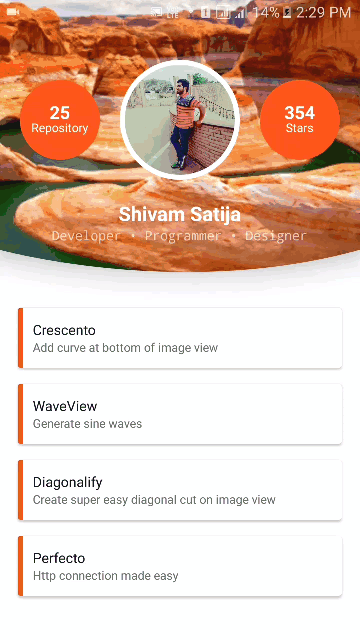 VoLTE 14% 2:29 PM
25
Repository
354
Stars
Shivam Satija
Developer • Programmer • Designer
Crescento
Add curve at bottom of image view
WaveView
Generate sine waves
Diagonalify
Create super easy diagonal cut on image view
Perfecto
Http connection made easy